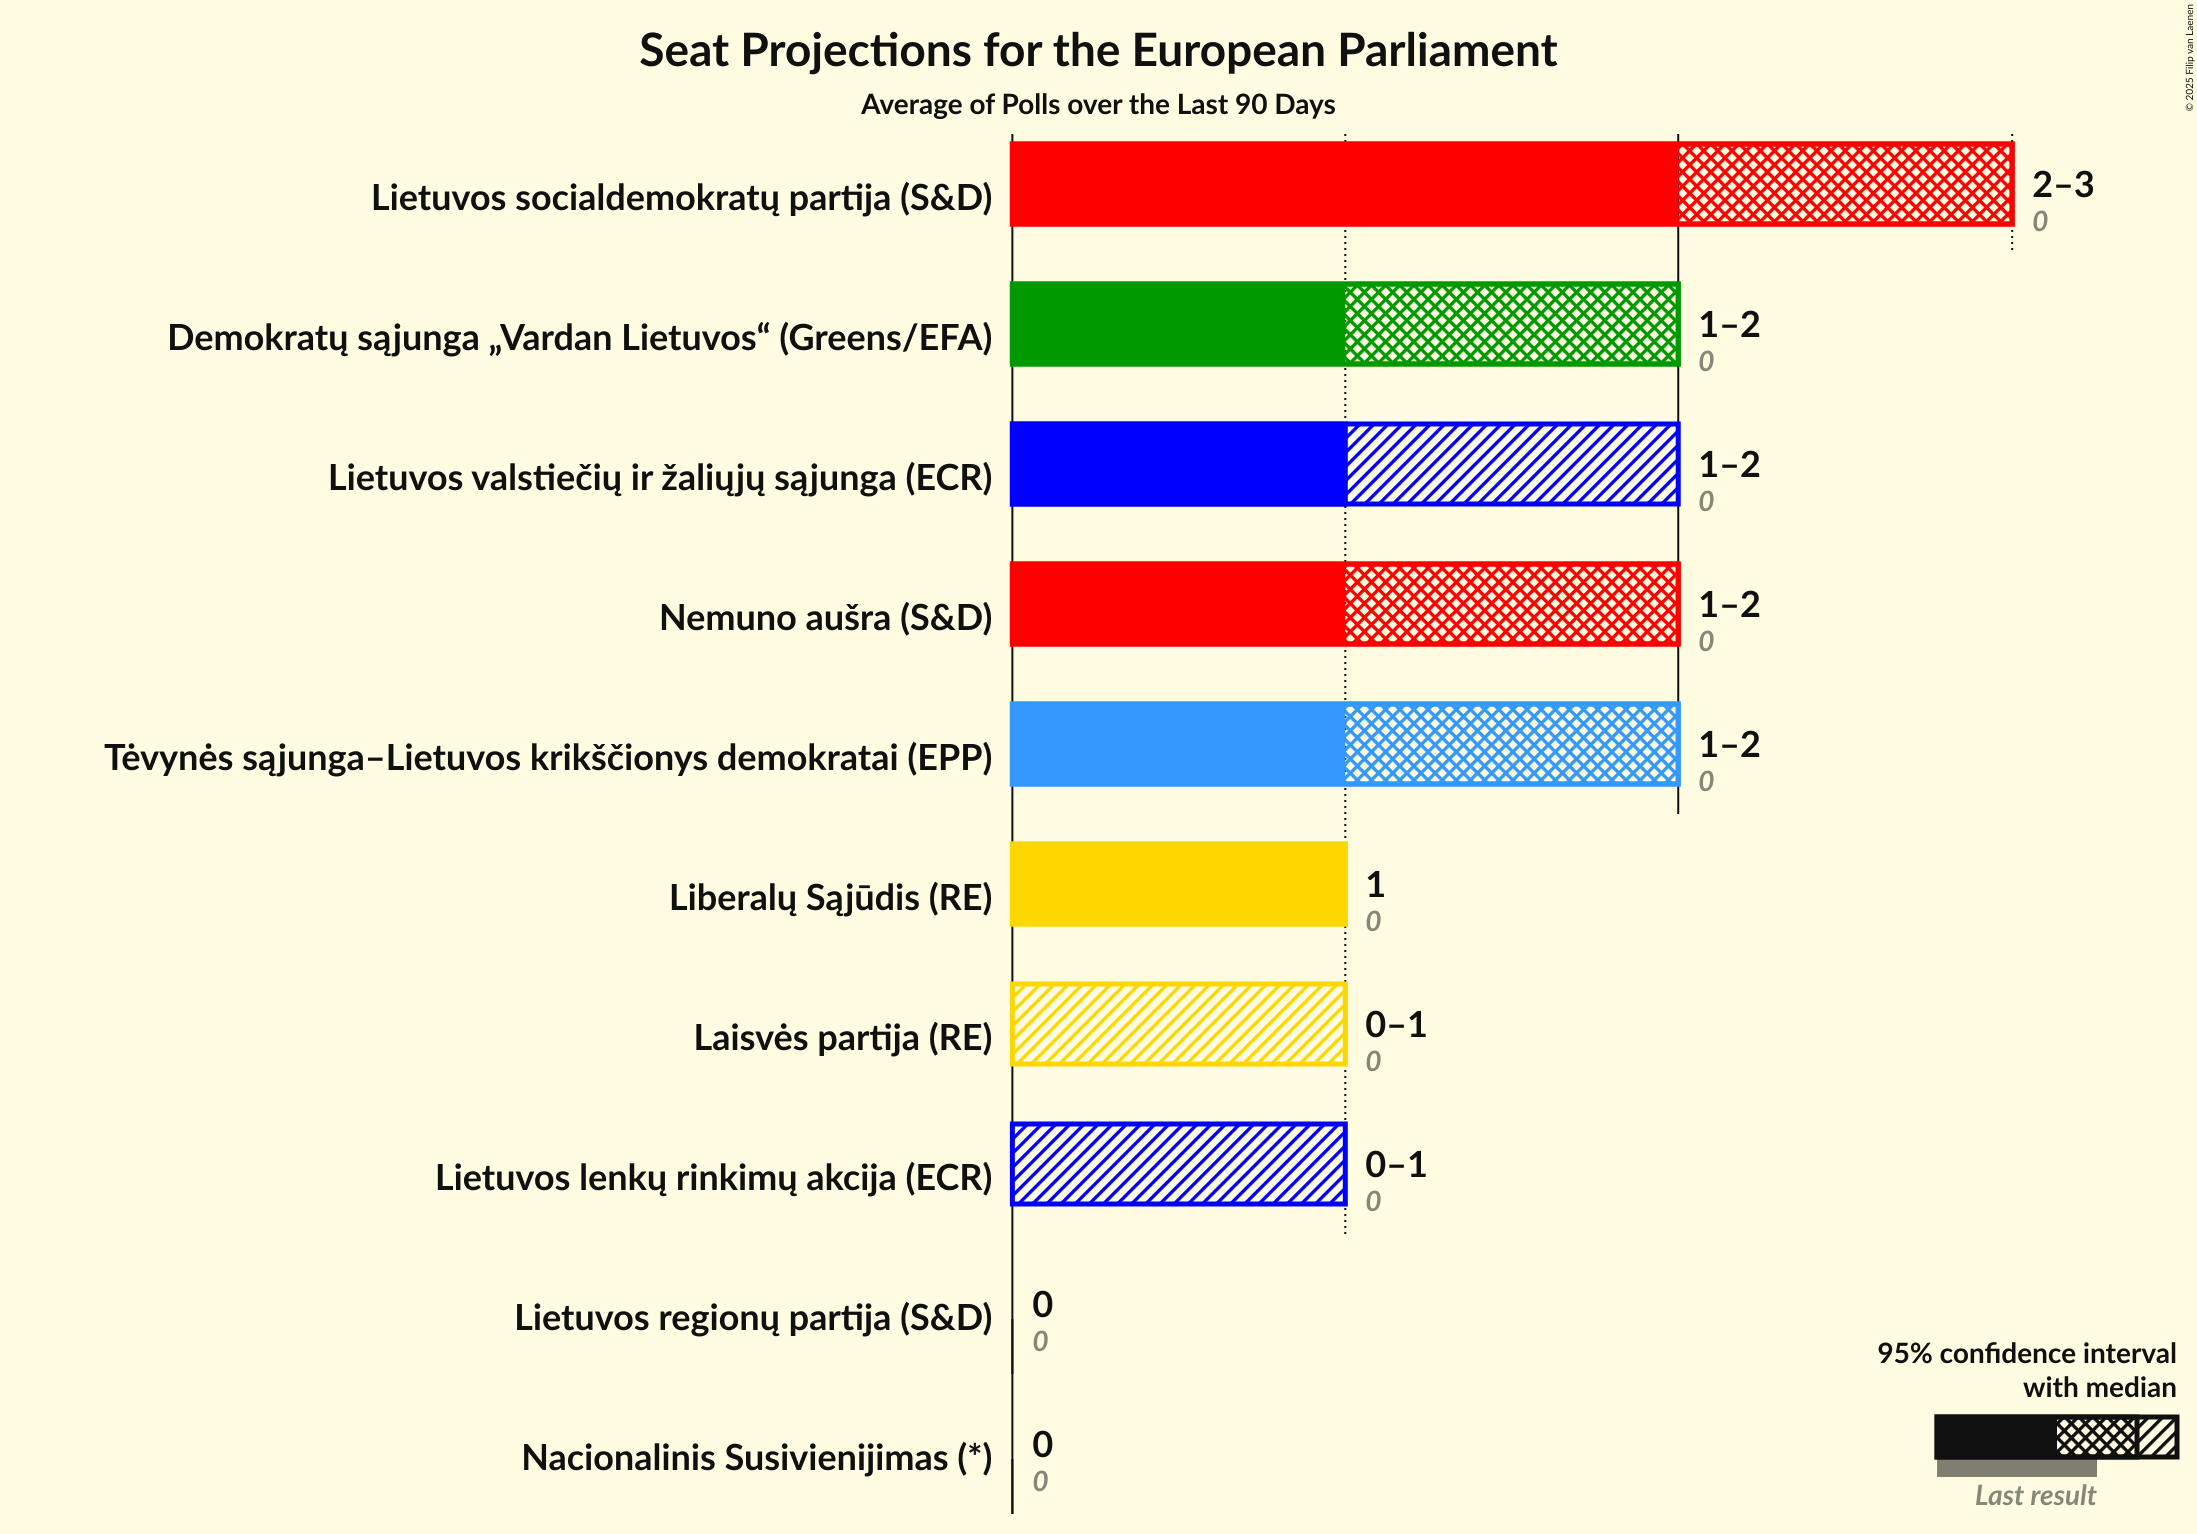 Seat Projections for the European Parliament
Average of Polls over the Last 90 Days
© 2025 Filip van Laenen
Lietuvos socialdemokratų partija (S&D)
2–3
0
Demokratų sąjunga „Vardan Lietuvos“ (Greens/EFA)
1–2
0
Lietuvos valstiečių ir žaliųjų sąjunga (ECR)
1–2
0
Nemuno aušra (S&D)
1–2
0
Tėvynės sąjunga–Lietuvos krikščionys demokratai (EPP)
1–2
0
Liberalų Sąjūdis (RE)
1
0
Laisvės partija (RE)
0–1
0
Lietuvos lenkų rinkimų akcija (ECR)
0–1
0
Lietuvos regionų partija (S&D)
0
0
Nacionalinis Susivienijimas (*)
0
0
95% confidence interval
with median
Last result